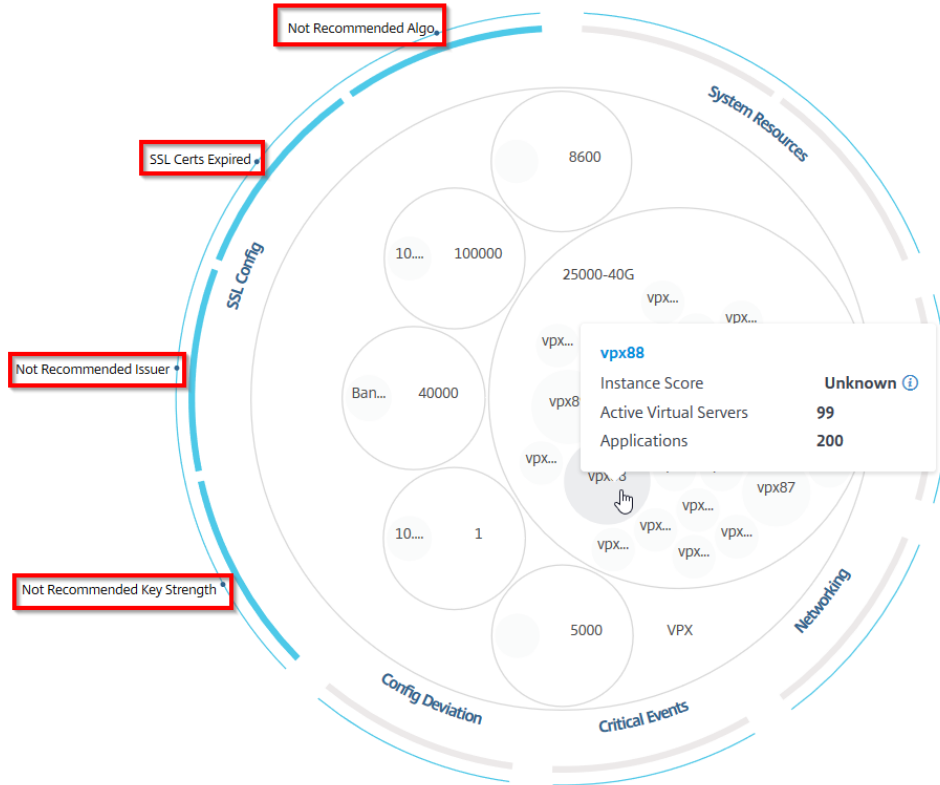 Not Recommended Algo
System Resources
SSL Certs Expired
8600
SSL Config
10....
100000
25000-40G
vpx...
vpx...
vpx...
vpx88
Instance Score
Unknown
Active Virtual Servers
99
Applications
200
Not Recommended Issuer
Ban...
40000
vpx8
vpx...
vpx87
vpx...
10....
1
vpx...
vpx...
vpx...
vpx...
Not Recommended Key Strength
Networking
5000
VPX
Config Deviation
Critical Events